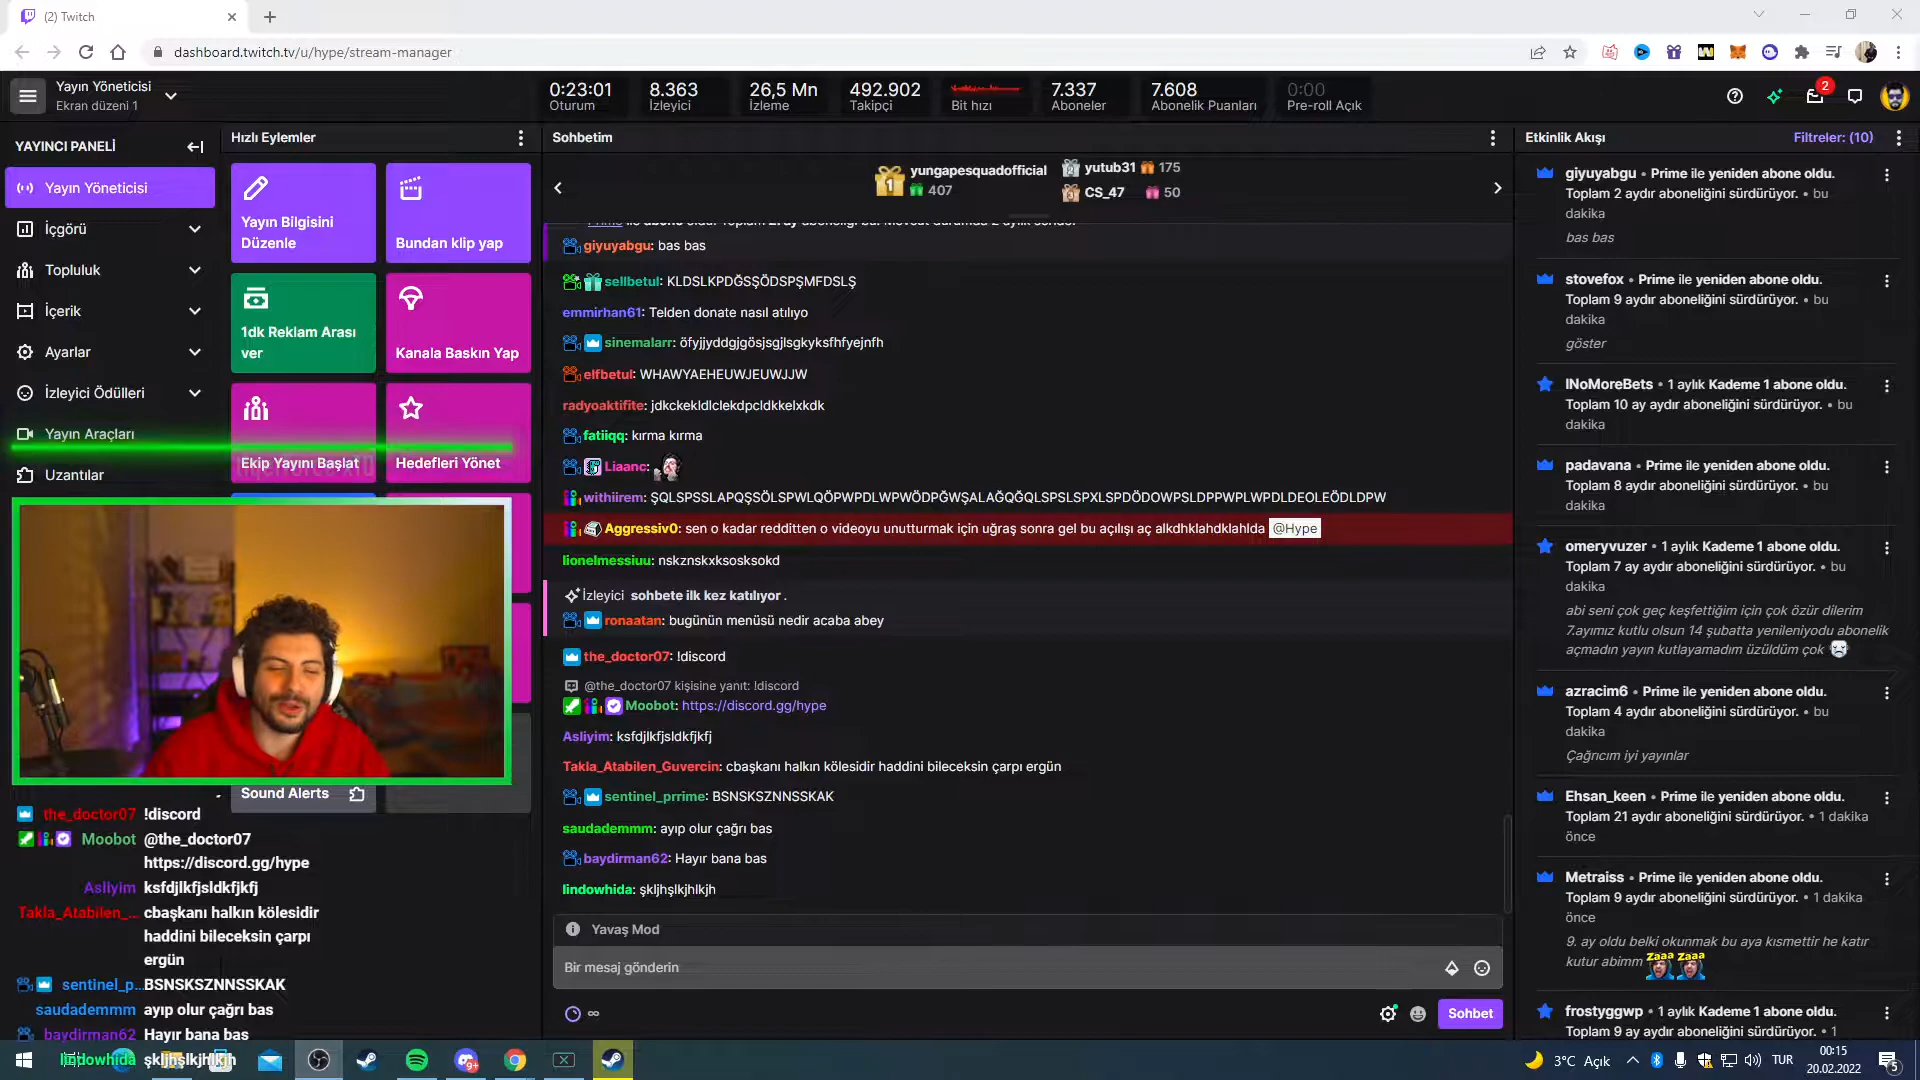 (2) Twitch
dashboard.twitch.tv/u/hype/stream-manager
Yayın Yöneticisi
Ekran düzeni 1
0:23:01
Oturum
8.363
İzleyici
26,5 Mn
İzleme
492.902
Takipçi
Bit hızı
7.337
Aboneler
7.608
Abonelik Puanları
0:00
Pre-roll Açık
2
YAYINCI PANELİ
Yayın Yöneticisi
İçgörü
Topluluk
İçerik
Ayarlar
İzleyici Ödülleri
Yayın Araçları
Uzantılar
Hızlı Eylemler
Yayın Bilgisini
Düzenle
Bundan klip yap
1dk Reklam Arası
ver
Kanala Baskın Yap
Ekip Yayını Başlat
Hedefleri Yönet
Sound Alerts
the_doctor07 !discord
Moobot @the_doctor07
https://discord.gg/hype
Asliyim ksfdjlkfjsldkfjkfj
Takla_Atabilen_... cbaşkanı halkın kölesidir
haddini bileceksin çarpı
ergün
sentinel_p... BSNSKSZNNSSKAK
saudademmm ayıp olur çağrı bas
baydirman62 Hayır bana bas
lindowhida şkljhşlkjhlkjh
Sohbetim
1 yungapesquadofficial
407
2 yutub31 175
3 CS_47 50
giyuyabgu: bas bas
sellbetul: KLDSLKPDĞSŞÖDSPŞMFDSLŞ
emmirhan61: Telden donate nasıl atılıyo
sinemalarr: öfyjjyddgjgösjsgjlsgkyksfhfyejnfh
elfbetul: WHAWYAEHEUWJEUWJJW
radyoaktifite: jdkckekldlclekdpcldkkelxkdk
fatiiqq: kırma kırma
Liaanc:
withiirem: ŞQLSPSSLAPQŞSÖLSPWLQÖPWPDLWPWÖDPĞWŞALAĞQĞQLSPSLSPXLSPDÖDOWPSLDPPWPLWPDLDEOLEÖDLDPW
Aggressiv0: sen o kadar redditten o videoyu unutturmak için uğraş sonra gel bu açılışı aç alkdhklahdklahlda @Hype
lionelmessiuu: nskznskxksosksokd
İzleyici sohbete ilk kez katılıyor .
ronaatan: bugünün menüsü nedir acaba abey
the_doctor07: !discord
@the_doctor07 kişisine yanıt: !discord
Moobot: https://discord.gg/hype
Asliyim: ksfdjlkfjsldkfjkfj
Takla_Atabilen_Guvercin: cbaşkanı halkın kölesidir haddini bileceksin çarpı ergün
sentinel_prrime: BSNSKSZNNSSKAK
saudademmm: ayıp olur çağrı bas
baydirman62: Hayır bana bas
lindowhida: şkljhşlkjhlkjh
Yavaş Mod
Bir mesaj gönderin
∞
Sohbet
Etkinlik Akışı
Filtreler: (10)
giyuyabgu • Prime ile yeniden abone oldu.
Toplam 2 aydır aboneliğini sürdürüyor. • bu
dakika
bas bas
stovefox • Prime ile yeniden abone oldu.
Toplam 9 aydır aboneliğini sürdürüyor. • bu
dakika
göster
INoMoreBets • 1 aylık Kademe 1 abone oldu.
Toplam 10 ay aydır aboneliğini sürdürüyor. • bu
dakika
padavana • Prime ile yeniden abone oldu.
Toplam 8 aydır aboneliğini sürdürüyor. • bu
dakika
omeryvuzer • 1 aylık Kademe 1 abone oldu.
Toplam 7 ay aydır aboneliğini sürdürüyor. • bu
dakika
abi seni çok geç keşfettiğim için çok özür dilerim
7.ayımız kutlu olsun 14 şubatta yenileniyodu abonelik
açmadın yayın kutlayamadım üzüldüm çok
azracim6 • Prime ile yeniden abone oldu.
Toplam 4 aydır aboneliğini sürdürüyor. • bu
dakika
Çağrıcım iyi yayınlar
Ehsan_keen • Prime ile yeniden abone oldu.
Toplam 21 aydır aboneliğini sürdürüyor. • 1 dakika
önce
Metraiss • Prime ile yeniden abone oldu.
Toplam 9 aydır aboneliğini sürdürüyor. • 1 dakika
önce
9. ay oldu belki okunmak bu aya kısmettir he katır
kutur abimm Zaaa Zaaa
frostyggwp • 1 aylık Kademe 1 abone oldu.
Toplam 9 ay aydır aboneliğini sürdürüyor. • 1
9+
3°C Açık
TUR
00:15
20.02.2022
5